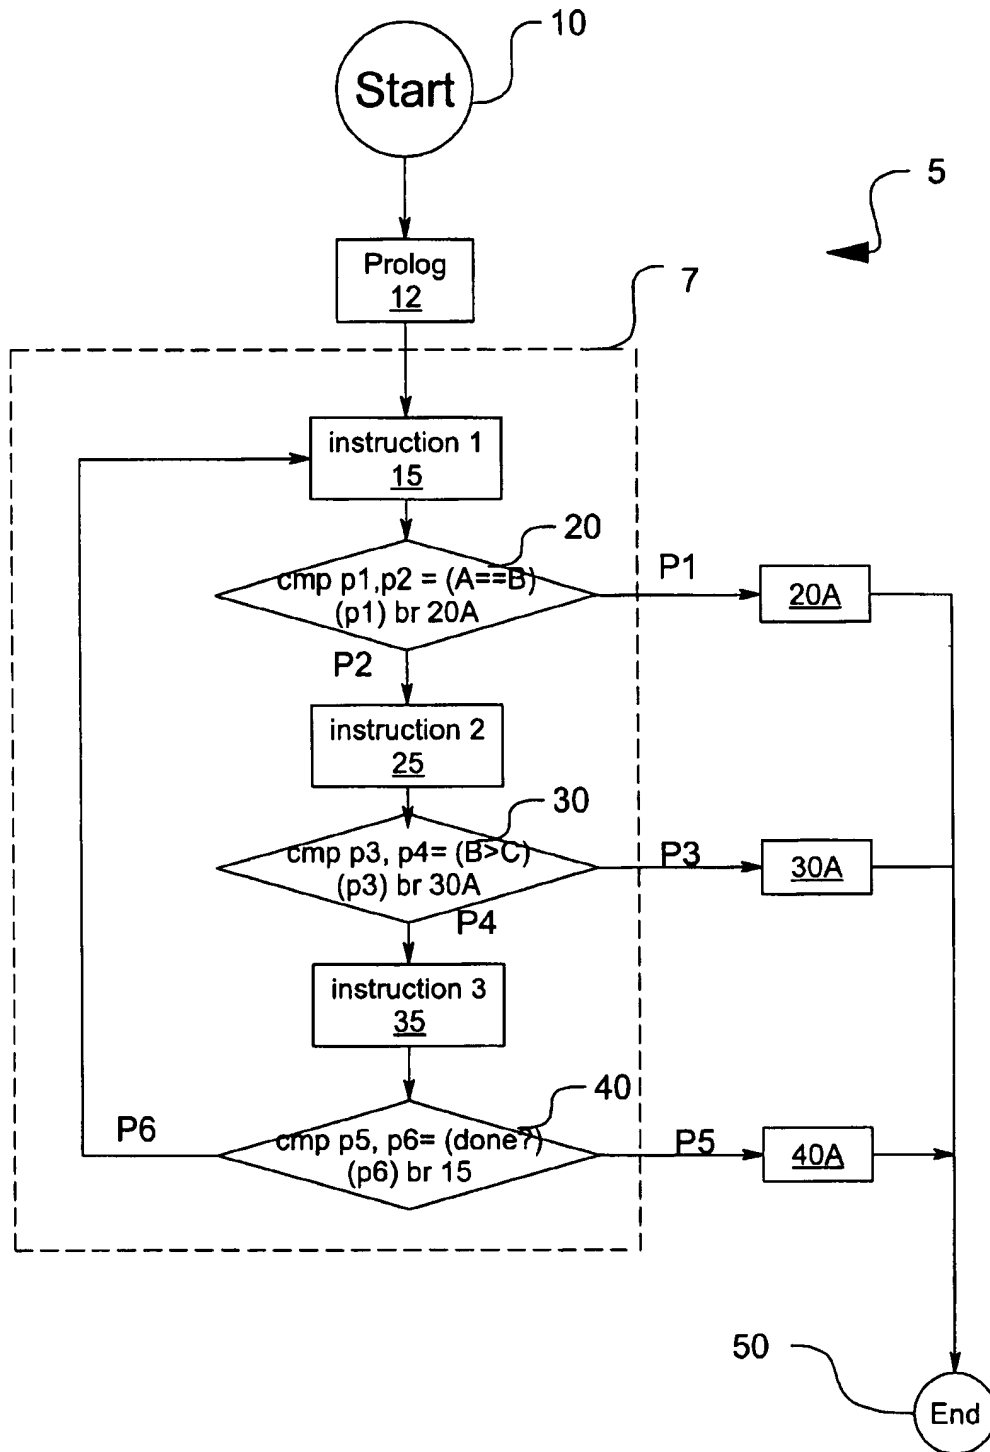 10
Start
5
Prolog
12
7
instruction 1
15
20
cmp p1,p2 = (A==B)
(p1) br 20A
P1
20A
P2
instruction 2
25
30
cmp p3, p4= (B>C)
(p3) br 30A
P3
30A
P4
instruction 3
35
40
P6
cmp p5, p6= (done?)
(p6) br 15
P5
40A
50
End